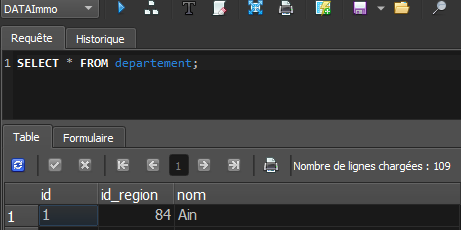 DATAImmo
Requête Historique
1 SELECT * FROM departement;
Table Formulaire
1 Nombre de lignes chargées : 109
id id_region nom
1 1 84 Ain